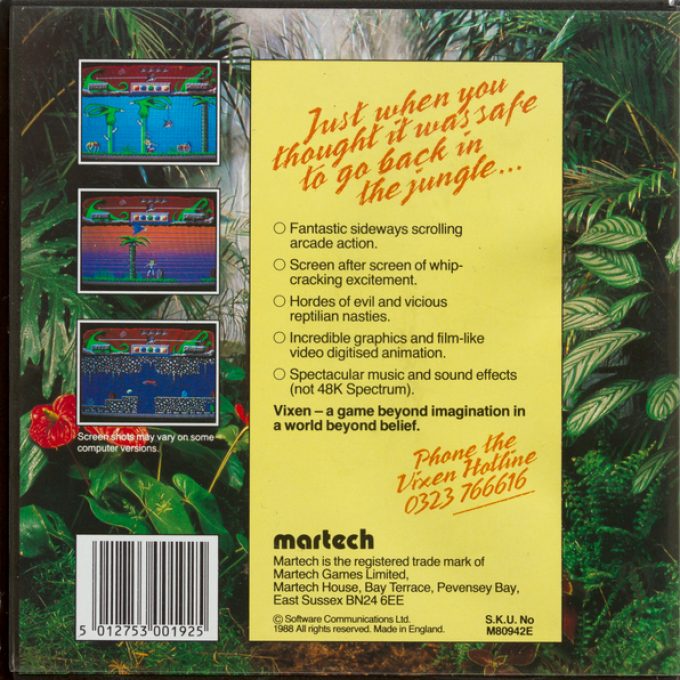 Just when you
thought it was safe
to go back in
the jungle...
Fantastic sideways scrolling
arcade action.
Screen after screen of whip-
cracking excitement.
Hordes of evil and vicious
reptilian nasties.
Incredible graphics and film-like
video digitised animation.
Spectacular music and sound effects
(not 48K Spectrum).
Vixen – a game beyond imagination in
a world beyond belief.
Screen shots may vary on some
computer versions.
Phone the
Vixen Hotline
0323 766616
martech
Martech is the registered trade mark of
Martech Games Limited,
Martech House, Bay Terrace, Pevensey Bay,
East Sussex BN24 6EE
© Software Communications Ltd.
1988 All rights reserved. Made in England.
S.K.U. No
M80942E
5 012753 001925